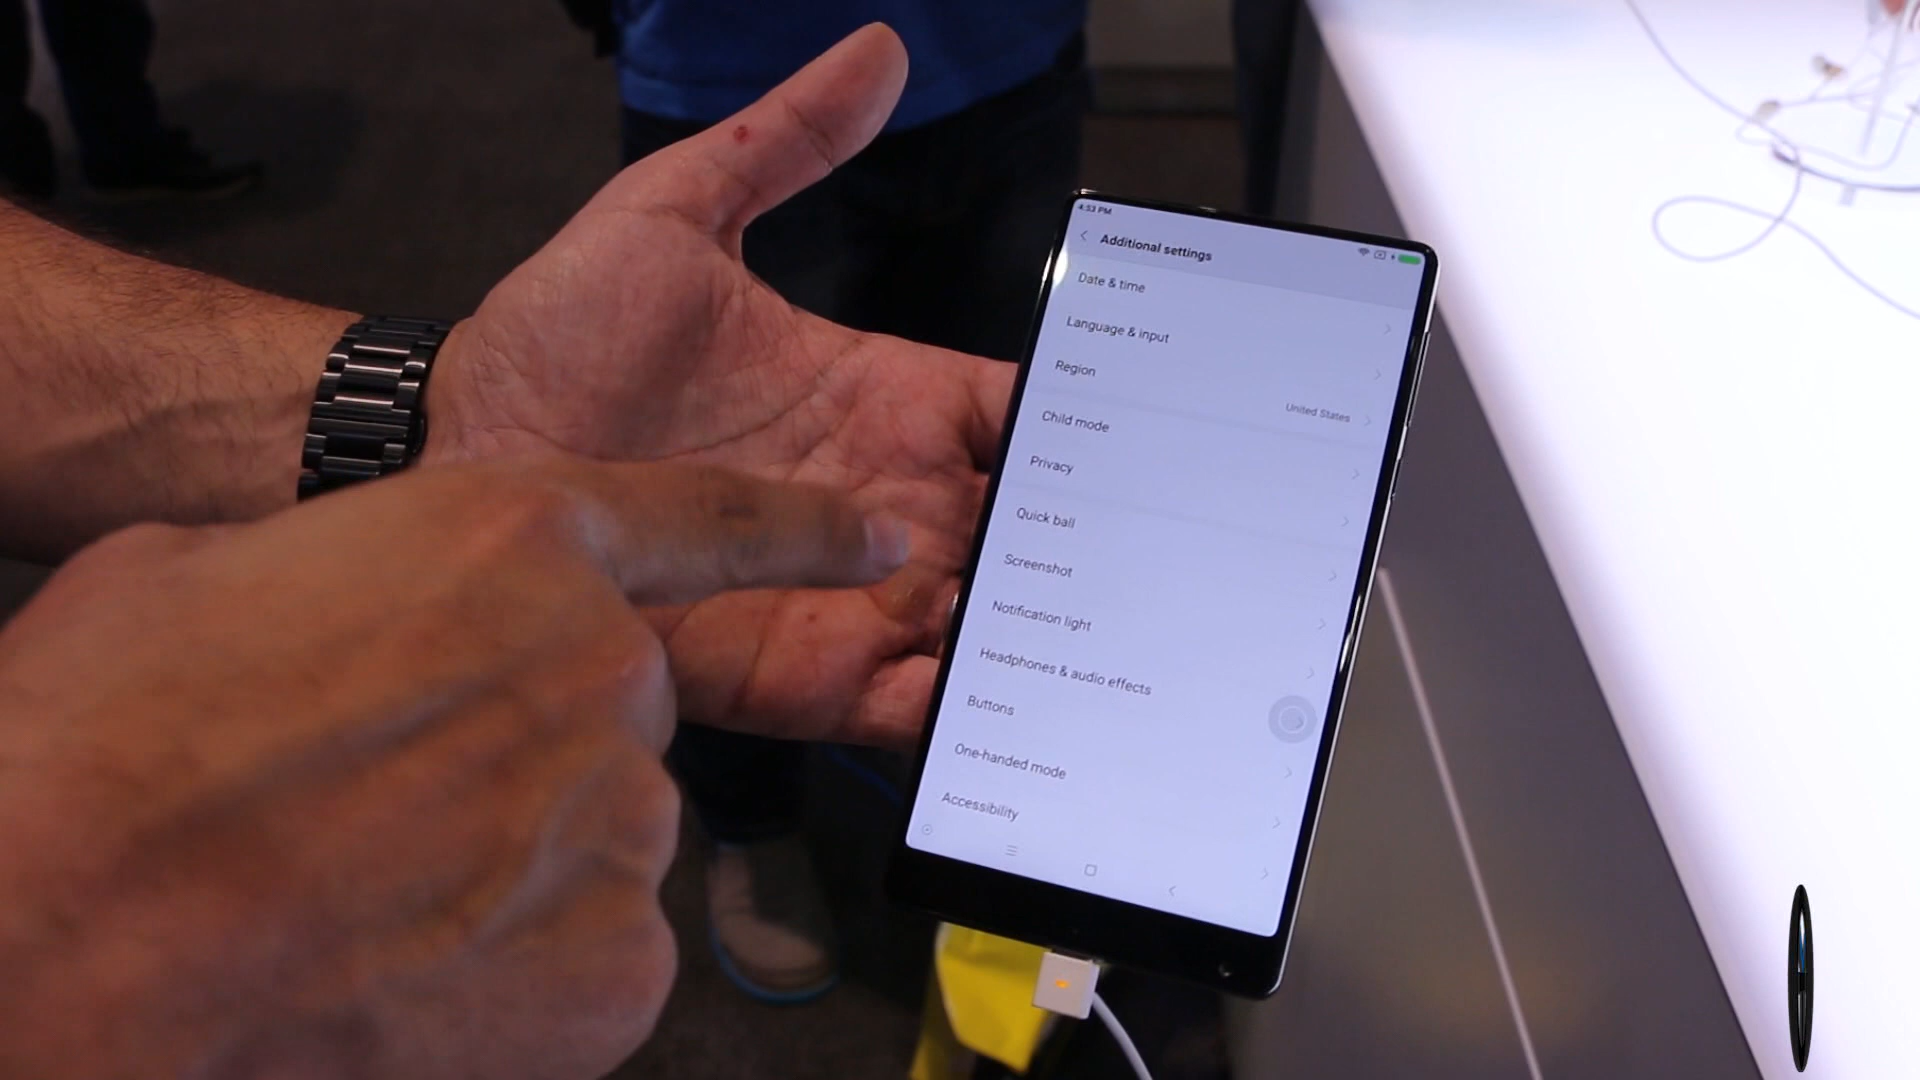 4:53 PM
Additional settings
Date & time
Language & input
Region
United States
Child mode
Privacy
Quick ball
Screenshot
Notification light
Headphones & audio effects
Buttons
One-handed mode
Accessibility